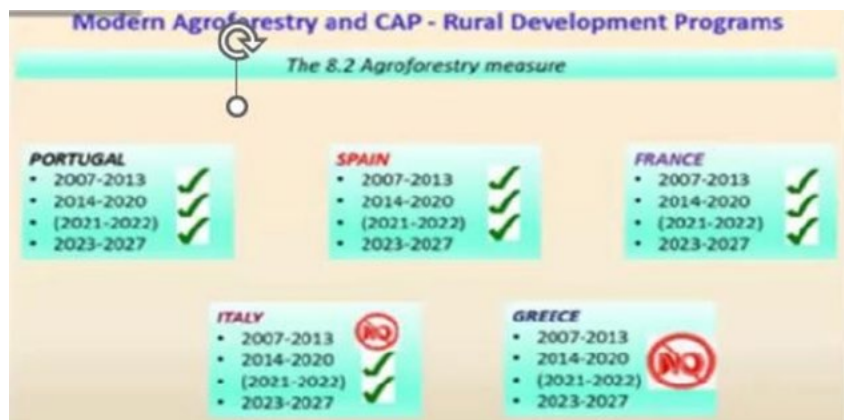 Modern Agroforestry and CAP - Rural Development Programs
The 8.2 Agroforestry measure
PORTUGAL
• 2007-2013
• 2014-2020
• (2021-2022)
• 2023-2027
SPAIN
• 2007-2013
• 2014-2020
• (2021-2022)
• 2023-2027
FRANCE
• 2007-2013
• 2014-2020
• (2021-2022)
• 2023-2027
ITALY
• 2007-2013
• 2014-2020
• (2021-2022)
• 2023-2027
NO
GREECE
• 2007-2013
• 2014-2020
• (2021-2022)
• 2023-2027
NO